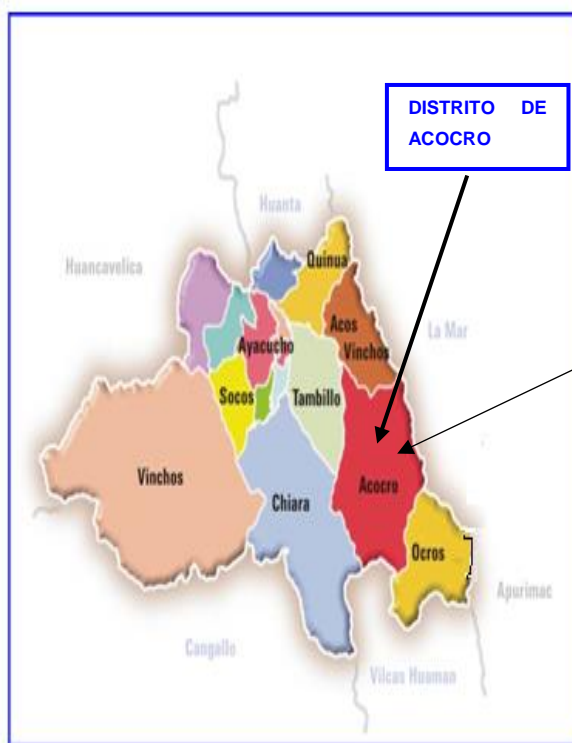 DISTRITO DE
ACOCRO
Huanta
Quinua
Huancavelica
Acos
Vinchos
La Mar
Ayacucho
Socos
Tambillo
Vinchos
Acocro
Chiara
Ocros
Apurimac
Cangallo
Vilcas Huaman